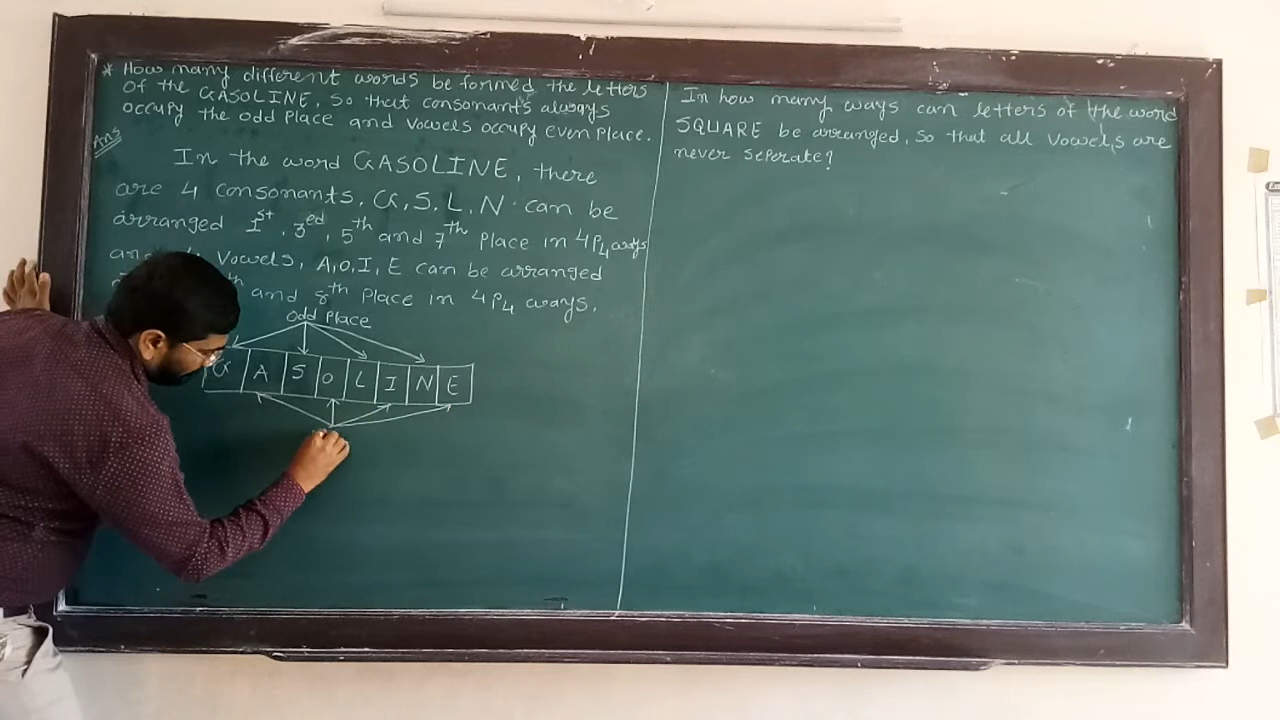 * How many different words be formed the letters
of the GASOLINE, So that consonant's always
occupy the odd Place and Vowels occupy even Place.
Ans
In the word GASOLINE, there
are 4 consonants, G, S, L, N can be
arranged 1st, 3ed, 5th and 7th Place in 4P4 ways
Vowels, A, O, I, E can be arranged
and 8th Place in 4P4 ways.
Odd Place
G A S O L I N E
In how many ways can letters of the word
SQUARE be arranged, So that all Vowels are
never seperate?